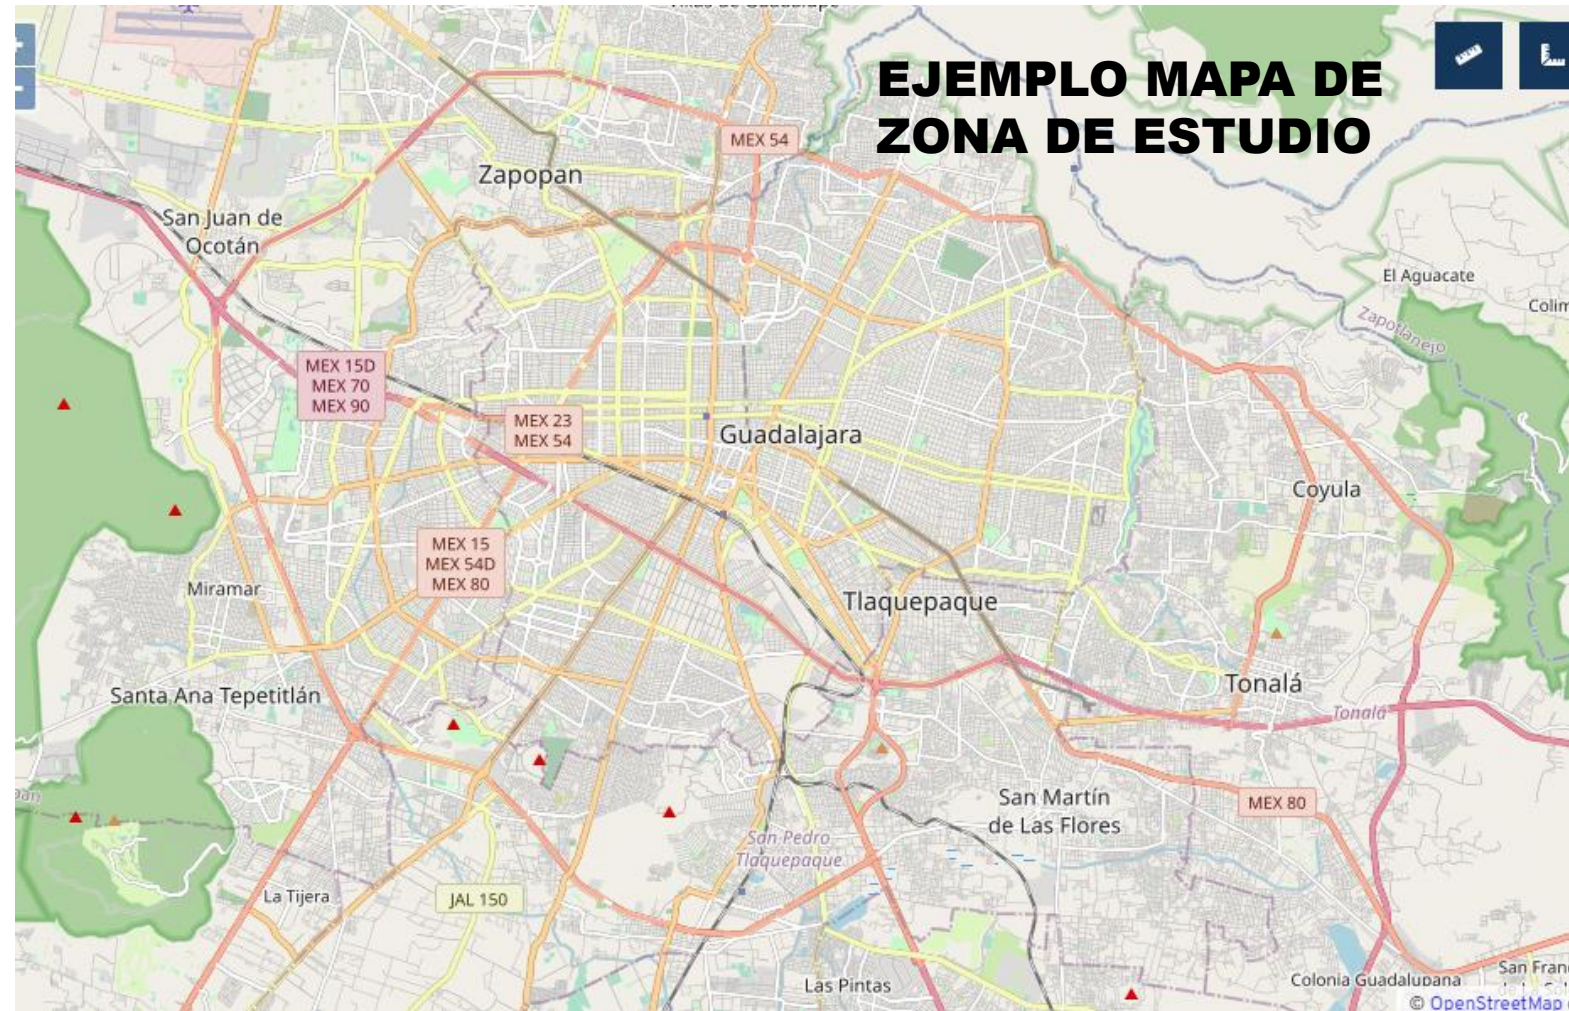 EJEMPLO MAPA DE
ZONA DE ESTUDIO
MEX 54
Zapopan
San Juan de
Ocotán
El Aguacate
Zapotlanejo
MEX 15D
MEX 70
MEX 90
MEX 23
MEX 54
Guadalajara
Coyula
MEX 15
MEX 54D
MEX 80
Miramar
Tlaquepaque
Santa Ana Tepetitlán
Tonalá
Tonalá
San Martín
de Las Flores
MEX 80
San Pedro
Tlaquepaque
La Tijera
JAL 150
Las Pintas
Colonia Guadalupana
© OpenStreetMap